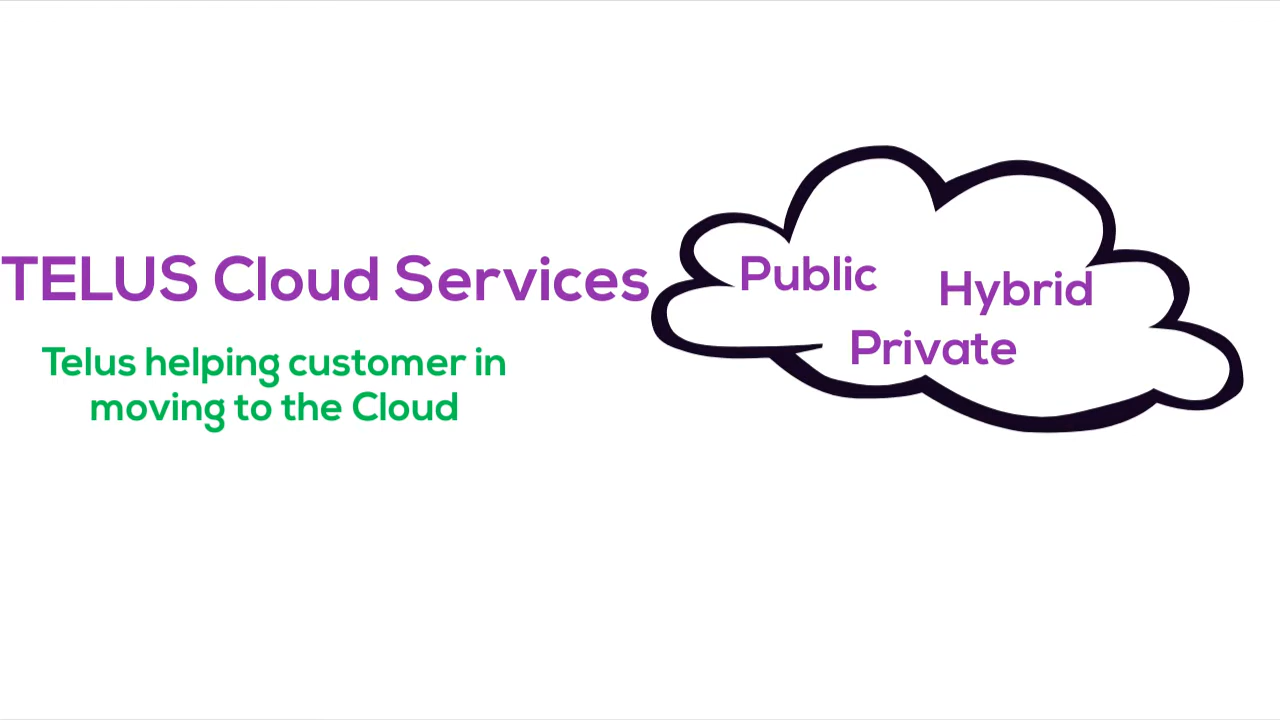 TELUS Cloud Services
Telus helping customer in
moving to the Cloud
Public
Hybrid
Private